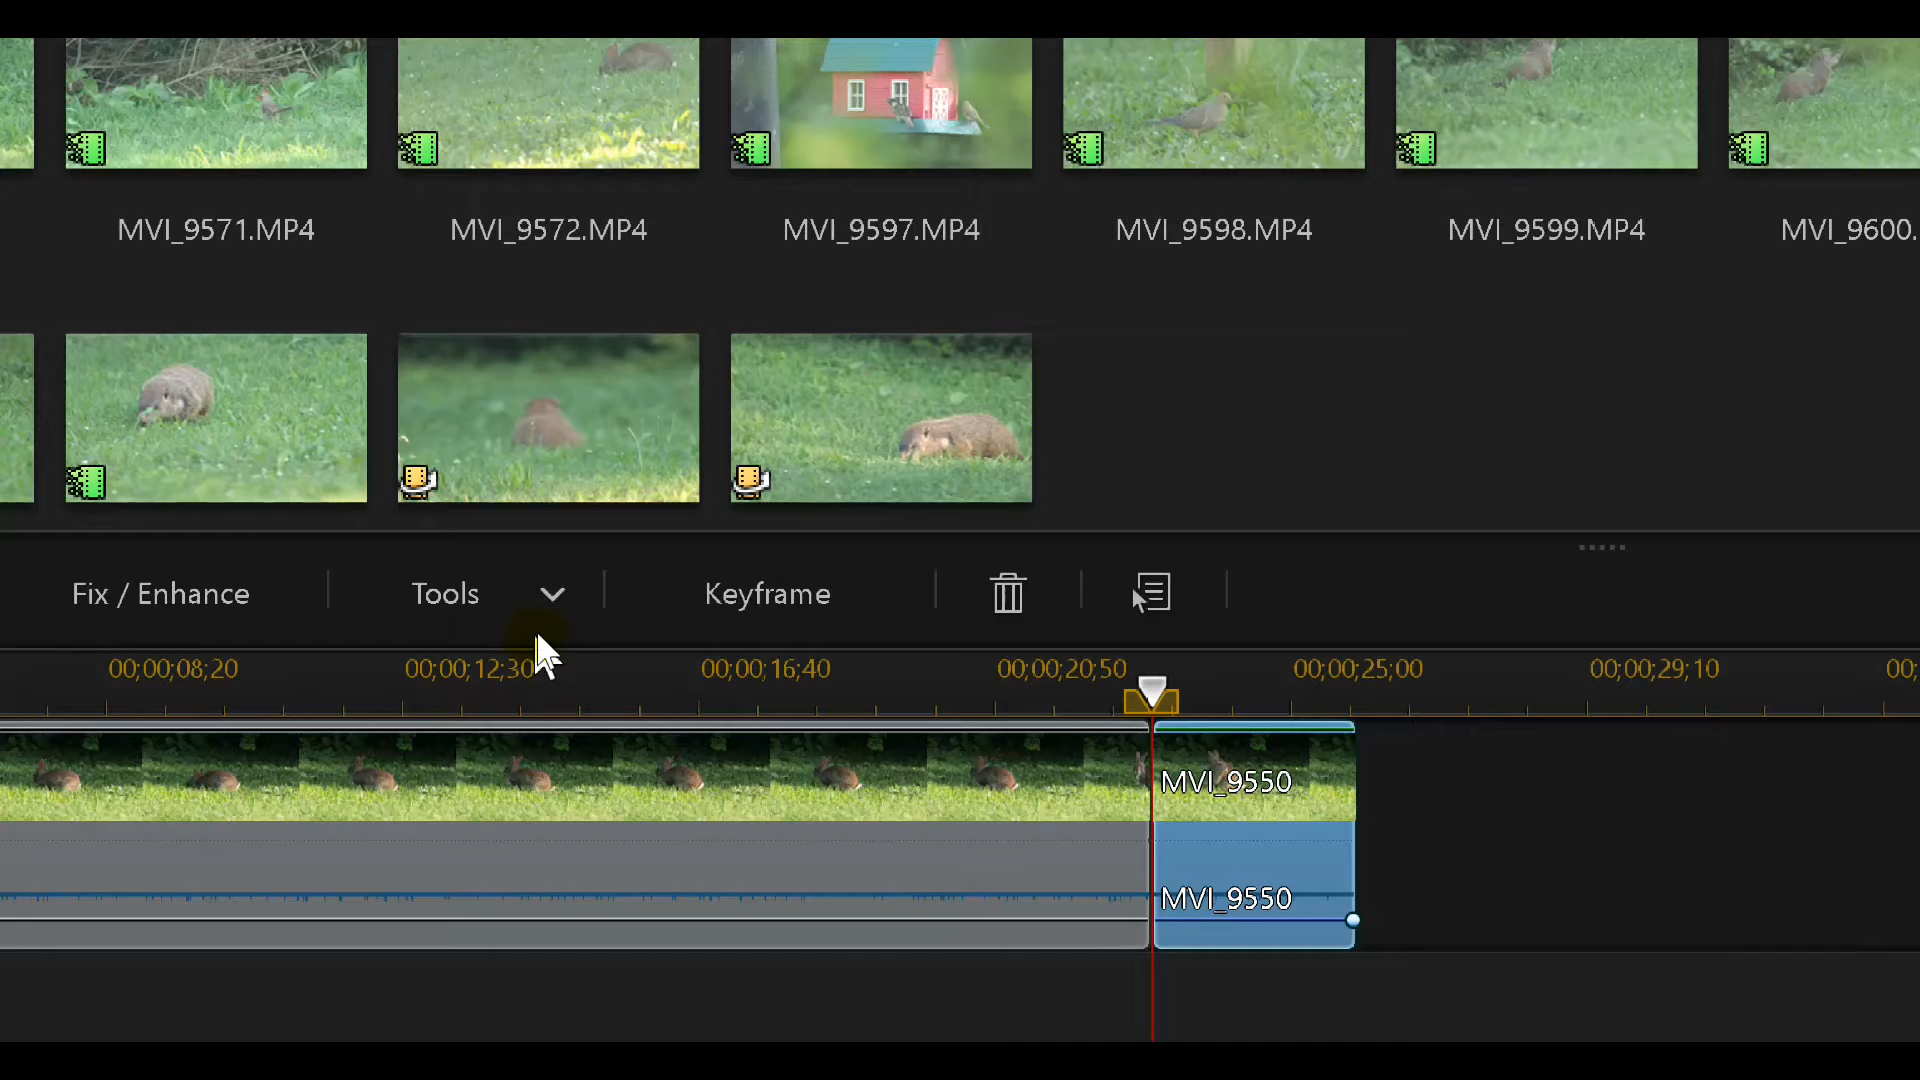 MVI_9571.MP4 MVI_9572.MP4 MVI_9597.MP4 MVI_9598.MP4 MVI_9599.MP4 MVI_9600.
Fix / Enhance Tools Keyframe
00;00;08;20 00;00;12;30 00;00;16;40 00;00;20;50 00;00;25;00 00;00;29;10 00;
MVI_9550
MVI_9550